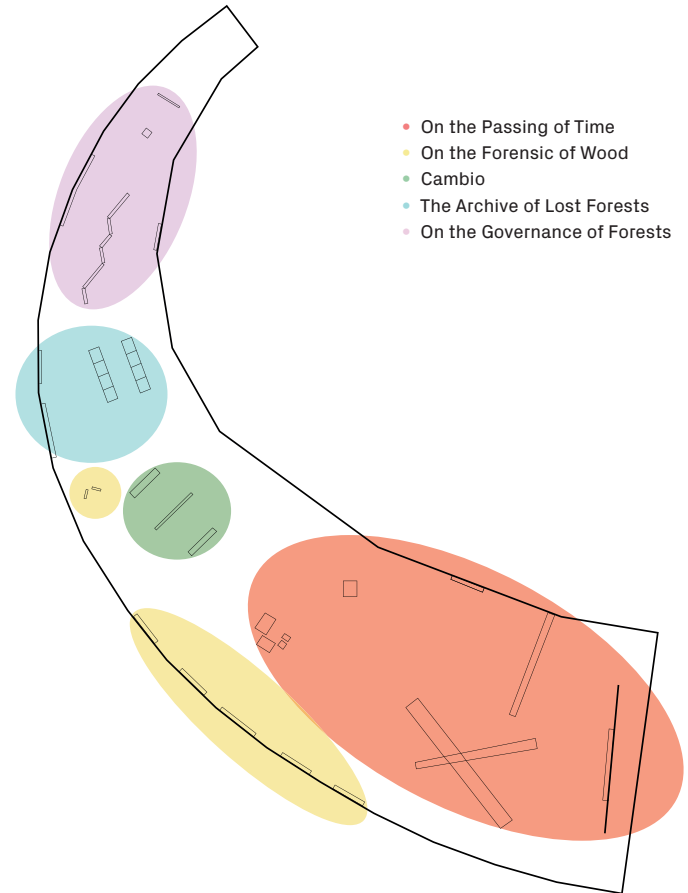 On the Passing of Time
On the Forensic of Wood
Cambio
The Archive of Lost Forests
On the Governance of Forests